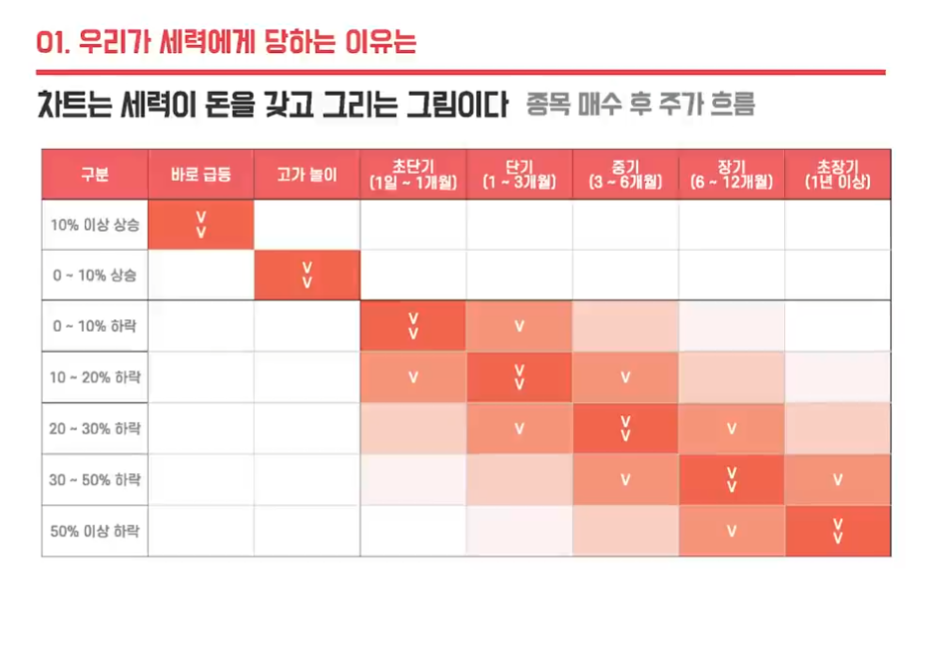 01. 우리가 세력에게 당하는 이유는
차트는 세력이 돈을 갖고 그리는 그림이다 종목 매수 후 주가 흐름
구분 바로 급등 고가 놀이 초단기 (1일 ~ 1개월) 단기 (1 ~ 3개월) 중기 (3 ~ 6개월) 장기 (6 ~ 12개월) 초장기 (1년 이상)
10% 이상 상승 V V
0 ~ 10% 상승 V V
0 ~ 10% 하락 V V V
10 ~ 20% 하락 V V V V
20 ~ 30% 하락 V V V V
30 ~ 50% 하락 V V V V
50% 이상 하락 V V V